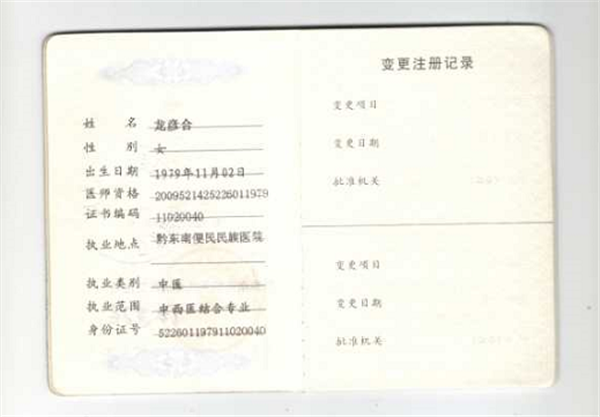 姓 名 龙彦合
性 别 女
出生日期 1979年11月02日
医师资格 2009521425226011979
证书编码 11020040
执业地点 黔东南便民民族医院
执业类别 中医
执业范围 中西医结合专业
身份证号 522601197911020040
变更注册记录
变更项目
变更日期
批准机关
变更项目
变更日期
批准机关